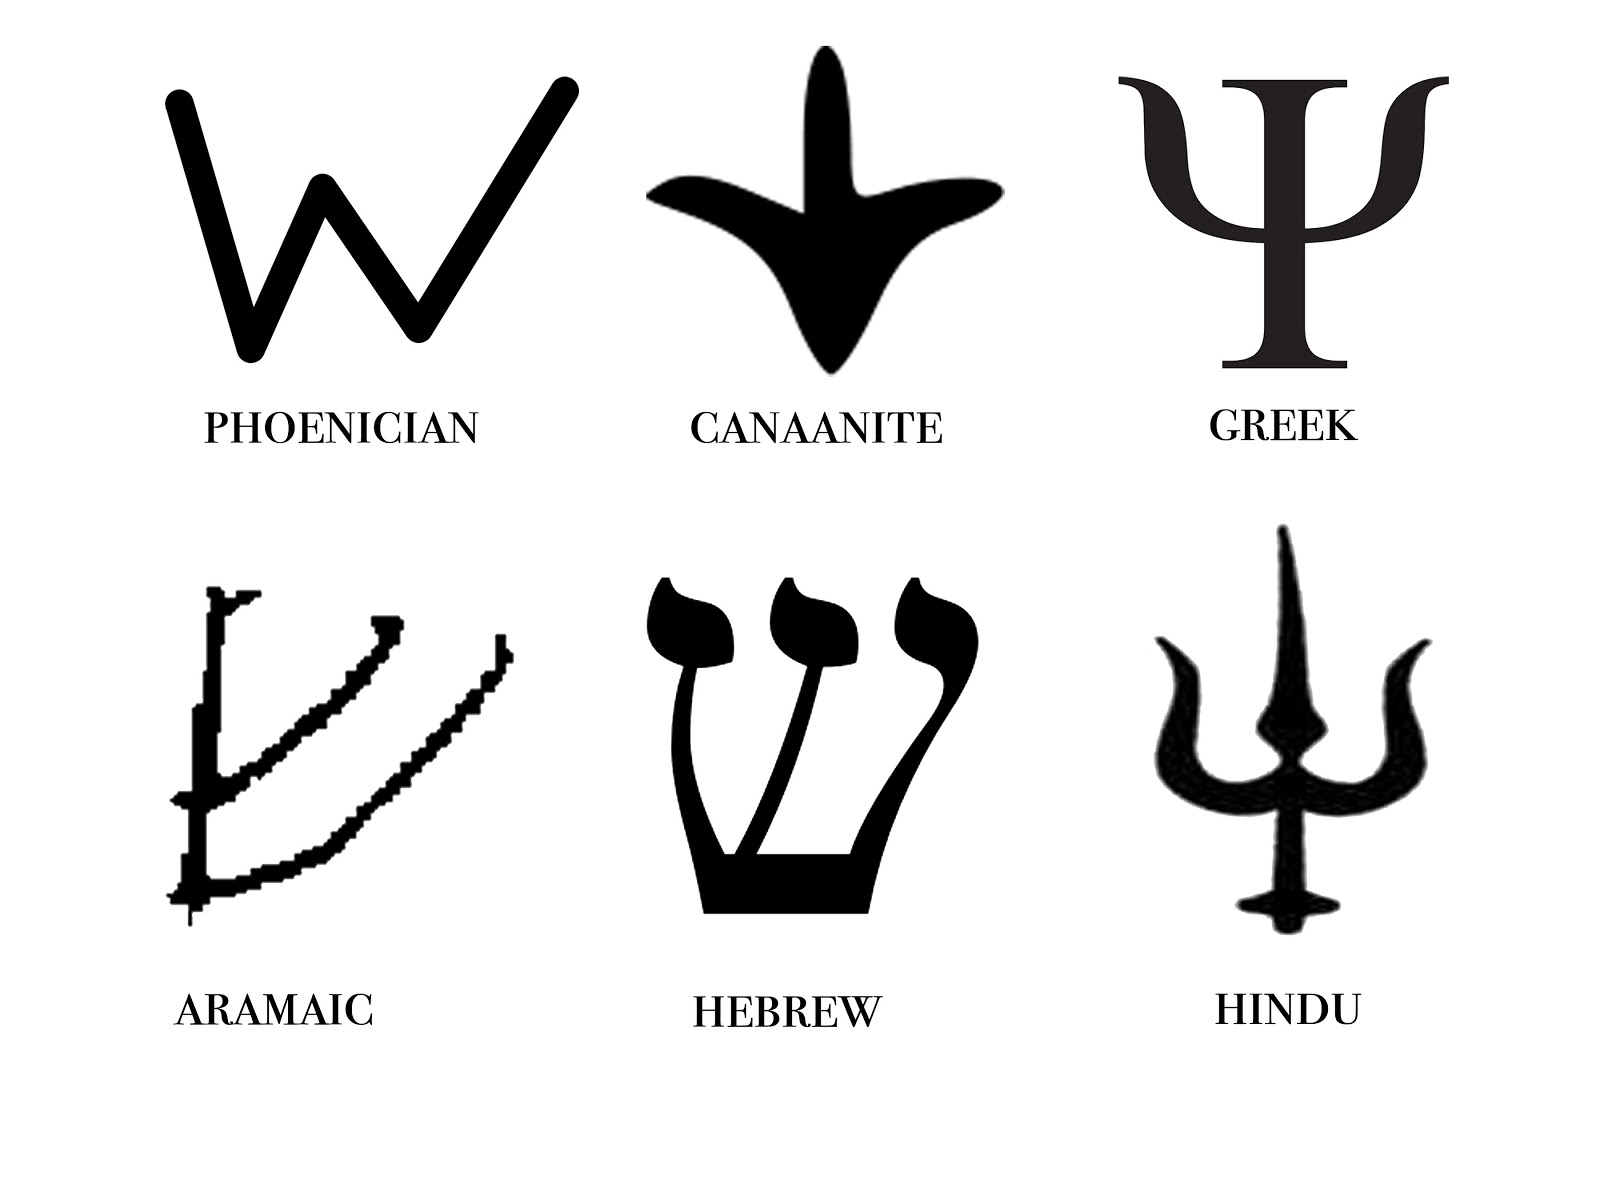 𐤔
PHOENICIAN
CANAANITE
Ψ
GREEK
ARAMAIC
ש
HEBREW
HINDU